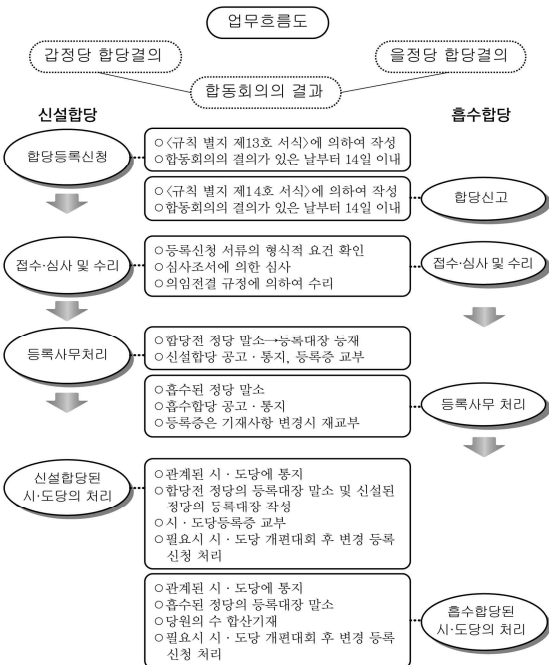 업무흐름도
갑정당 합당결의
을정당 합당결의
합동회의의 결과
신설합당
흡수합당
합당등록신청
○〈규칙 별지 제13호 서식〉에 의하여 작성
○합동회의의 결의가 있은 날부터 14일 이내
○〈규칙 별지 제14호 서식〉에 의하여 작성
○합동회의의 결의가 있은 날부터 14일 이내
합당신고
접수·심사 및 수리
○등록신청 서류의 형식적 요건 확인
○심사조서에 의한 심사
○의임전결 규정에 의하여 수리
접수·심사 및 수리
등록사무처리
○합당전 정당 말소→등록대장 등재
○신설합당 공고·통지, 등록증 교부
○흡수된 정당 말소
○흡수합당 공고·통지
○등록증은 기재사항 변경시 재교부
등록사무 처리
신설합당된
시·도당의 처리
○관계된 시·도당에 통지
○합당전 정당의 등록대장 말소 및 신설된
정당의 등록대장 작성
○시·도당등록증 교부
○필요시 시·도당 개편대회 후 변경 등록
신청 처리
○관계된 시·도당에 통지
○흡수된 정당의 등록대장 말소
○당원의 수 합산기재
○필요시 시·도당 개편대회 후 변경 등록
신청 처리
흡수합당된
시·도당의 처리